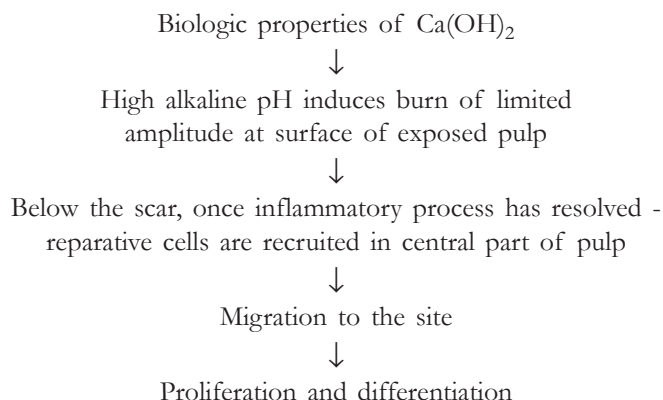 Biologic properties of Ca(OH)₂
↓
High alkaline pH induces burn of limited
amplitude at surface of exposed pulp
↓
Below the scar, once inflammatory process has resolved -
reparative cells are recruited in central part of pulp
↓
Migration to the site
↓
Proliferation and differentiation